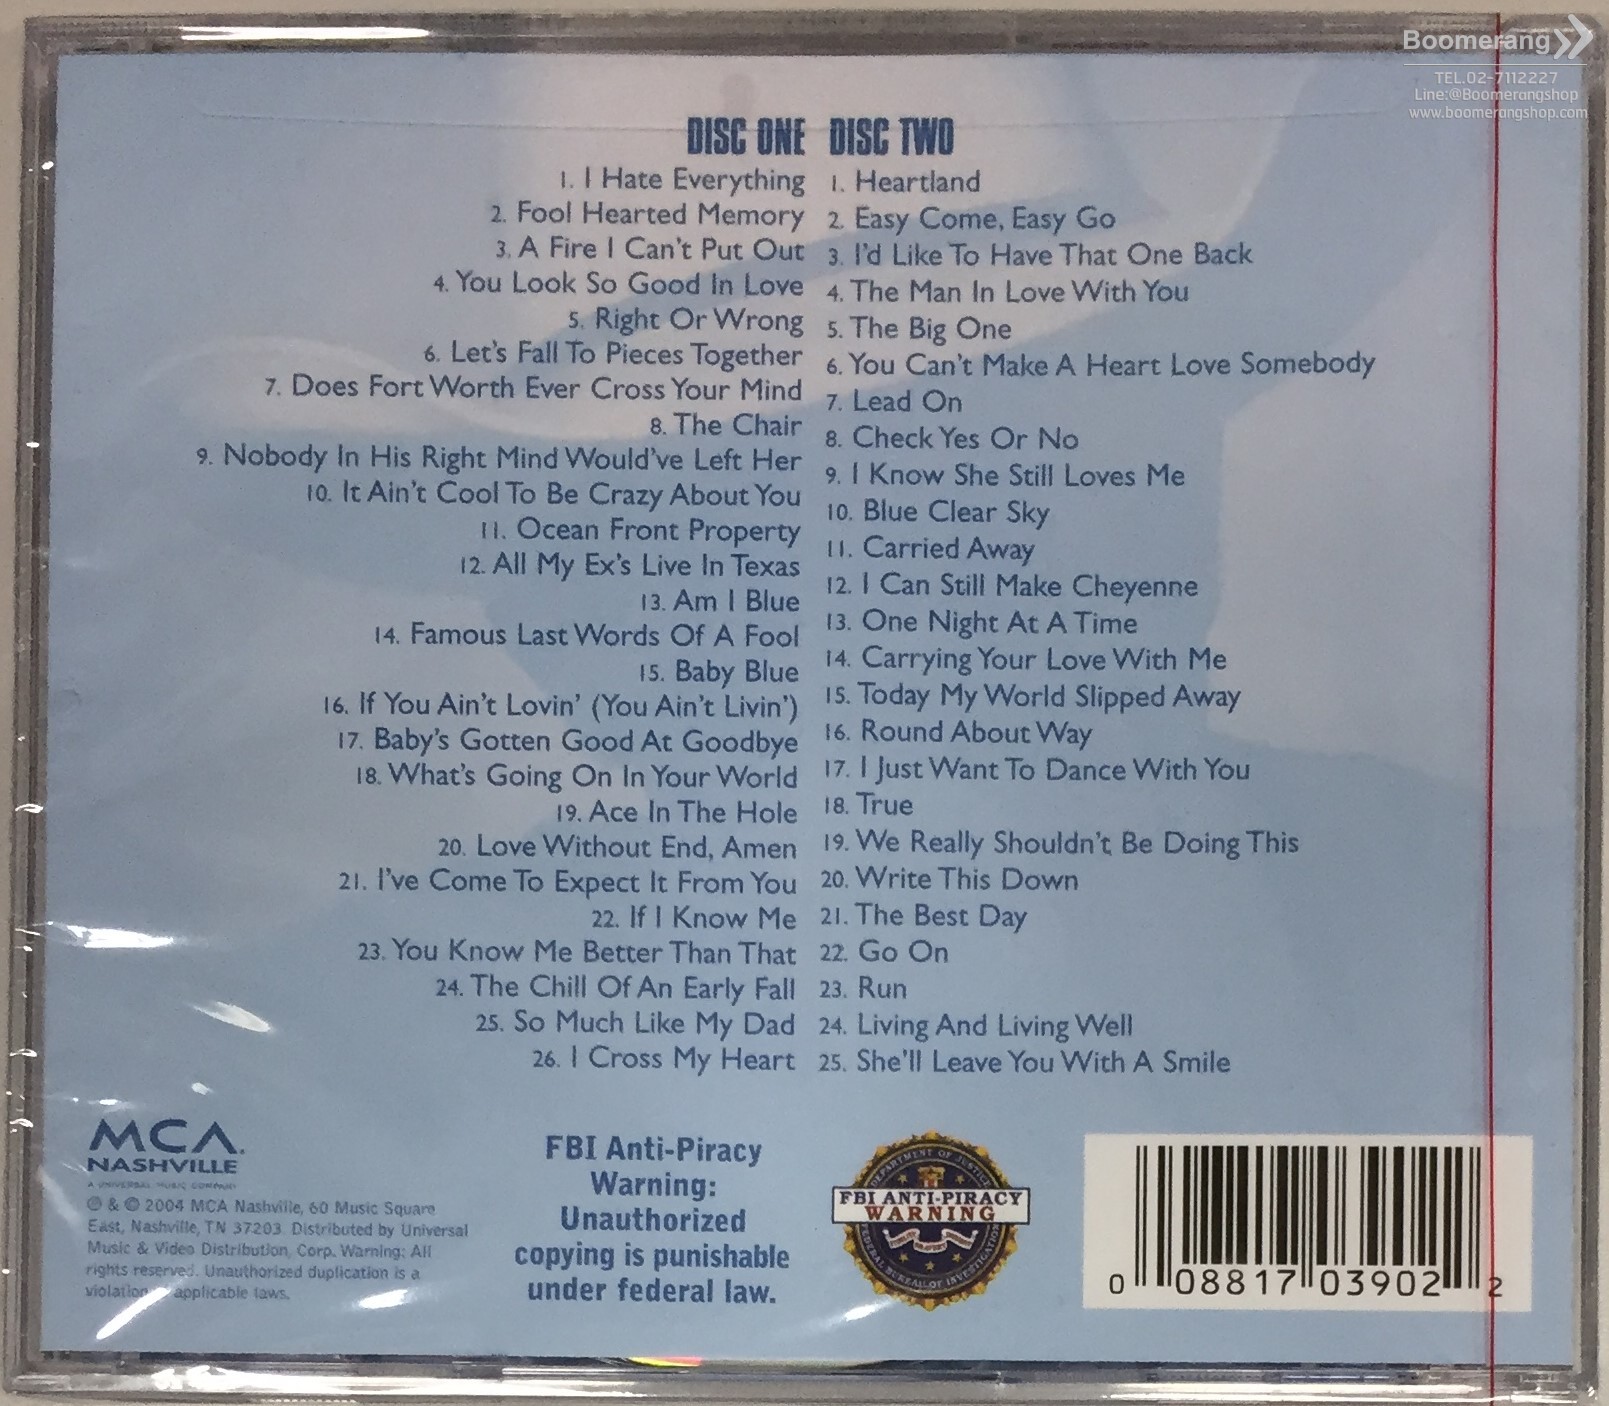 Boomerang
TEL.02-7112227
Line:@Boomerangshop
www.boomerangshop.com
DISC ONE
1. I Hate Everything
2. Fool Hearted Memory
3. A Fire I Can't Put Out
4. You Look So Good In Love
5. Right Or Wrong
6. Let's Fall To Pieces Together
7. Does Fort Worth Ever Cross Your Mind
8. The Chair
9. Nobody In His Right Mind Would've Left Her
10. It Ain't Cool To Be Crazy About You
11. Ocean Front Property
12. All My Ex's Live In Texas
13. Am I Blue
14. Famous Last Words Of A Fool
15. Baby Blue
16. If You Ain't Lovin' (You Ain't Livin')
17. Baby's Gotten Good At Goodbye
18. What's Going On In Your World
19. Ace In The Hole
20. Love Without End, Amen
21. I've Come To Expect It From You
22. If I Know Me
23. You Know Me Better Than That
24. The Chill Of An Early Fall
25. So Much Like My Dad
26. I Cross My Heart
DISC TWO
1. Heartland
2. Easy Come, Easy Go
3. I'd Like To Have That One Back
4. The Man In Love With You
5. The Big One
6. You Can't Make A Heart Love Somebody
7. Lead On
8. Check Yes Or No
9. I Know She Still Loves Me
10. Blue Clear Sky
11. Carried Away
12. I Can Still Make Cheyenne
13. One Night At A Time
14. Carrying Your Love With Me
15. Today My World Slipped Away
16. Round About Way
17. I Just Want To Dance With You
18. True
19. We Really Shouldn't Be Doing This
20. Write This Down
21. The Best Day
22. Go On
23. Run
24. Living And Living Well
25. She'll Leave You With A Smile
MCA
NASHVILLE
A UNIVERSAL MUSIC COMPANY
℗ & © 2004 MCA Nashville, 60 Music Square
East, Nashville, TN 37203. Distributed by Universal
Music & Video Distribution, Corp. Warning: All
rights reserved. Unauthorized duplication is a
violation applicable laws.
FBI Anti-Piracy
Warning:
Unauthorized
copying is punishable
under federal law.
DEPARTMENT OF JUSTICE
FBI ANTI-PIRACY
WARNING
FEDERAL BUREAU OF INVESTIGATION
0 08817 03902 2